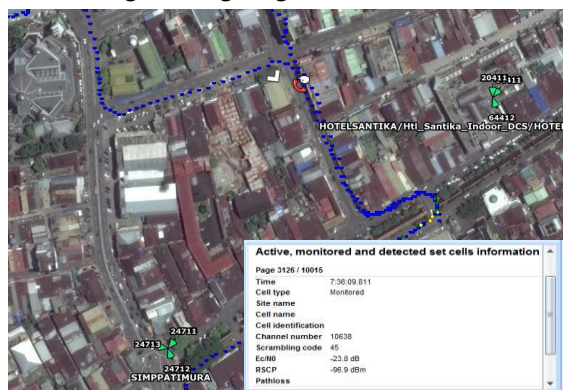 20411
111
64412
HOTELSANTIKA/Htl_Santika_Indoor_DCS/HOTE
24711
24713
24712
SIMPPATIMURA
Active, monitored and detected set cells information
Page 3126 / 10015
Time 7:36:09.811
Cell type Monitored
Site name
Cell name
Cell identification
Channel number 10638
Scrambling code 45
Ec/N0 -23.8 dB
RSCP -96.9 dBm
Pathloss